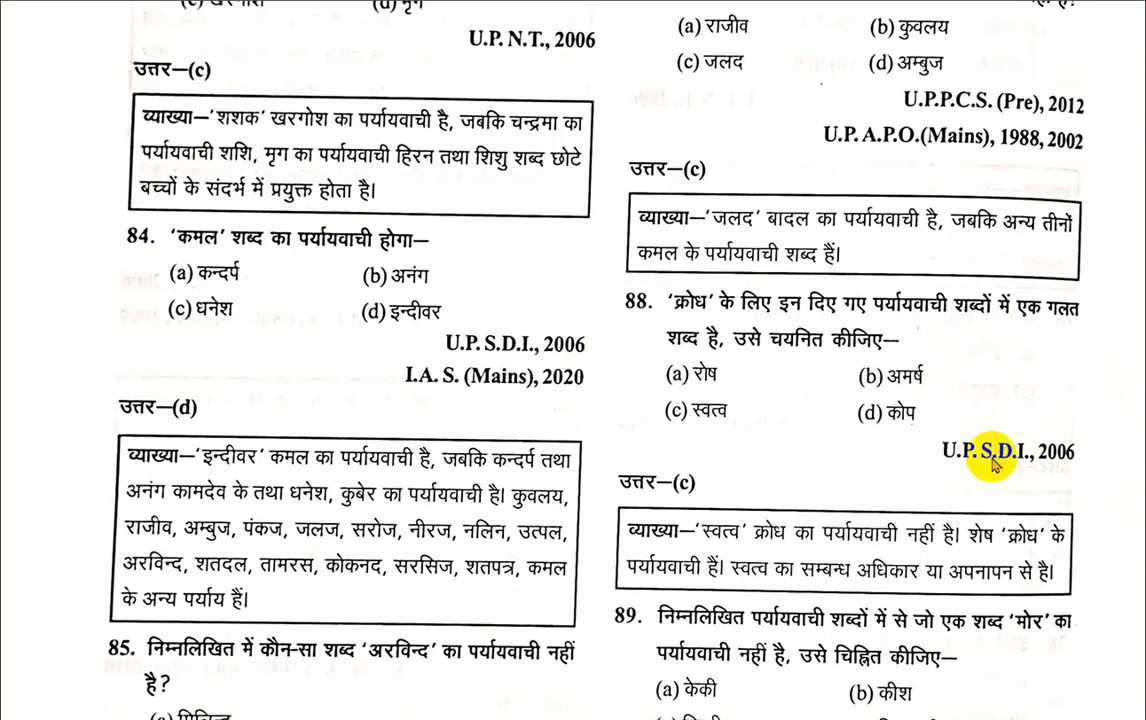 (c) खरगोश (d) मृग
U.P. N.T., 2006
उत्तर–(c)
व्याख्या–'शशक' खरगोश का पर्यायवाची है, जबकि चन्द्रमा का
पर्यायवाची शशि, मृग का पर्यायवाची हिरन तथा शिशु शब्द छोटे
बच्चों के संदर्भ में प्रयुक्त होता है।
84. 'कमल' शब्द का पर्यायवाची होगा–
(a) कन्दर्प (b) अनंग
(c) धनेश (d) इन्दीवर
U.P. S.D.I., 2006
I.A. S. (Mains), 2020
उत्तर–(d)
व्याख्या–'इन्दीवर' कमल का पर्यायवाची है, जबकि कन्दर्प तथा
अनंग कामदेव के तथा धनेश, कुबेर का पर्यायवाची है। कुवलय,
राजीव, अम्बुज, पंकज, जलज, सरोज, नीरज, नलिन, उत्पल,
अरविन्द, शतदल, तामरस, कोकनद, सरसिज, शतपत्र, कमल
के अन्य पर्याय हैं।
85. निम्नलिखित में कौन-सा शब्द 'अरविन्द' का पर्यायवाची नहीं
है?
(a) राजीव (b) कुवलय
(c) जलद (d) अम्बुज
U.P.P.C.S. (Pre), 2012
U.P. A.P.O.(Mains), 1988, 2002
उत्तर–(c)
व्याख्या–'जलद' बादल का पर्यायवाची है, जबकि अन्य तीनों
कमल के पर्यायवाची शब्द हैं।
88. 'क्रोध' के लिए इन दिए गए पर्यायवाची शब्दों में एक गलत
शब्द है, उसे चयनित कीजिए–
(a) रोष (b) अमर्ष
(c) स्वत्व (d) कोप
U.P. S.D.I., 2006
उत्तर–(c)
व्याख्या–'स्वत्व' क्रोध का पर्यायवाची नहीं है। शेष 'क्रोध' के
पर्यायवाची हैं। स्वत्व का सम्बन्ध अधिकार या अपनापन से है।
89. निम्नलिखित पर्यायवाची शब्दों में से जो एक शब्द 'मोर' का
पर्यायवाची नहीं है, उसे चिह्नित कीजिए–
(a) केकी (b) कीश